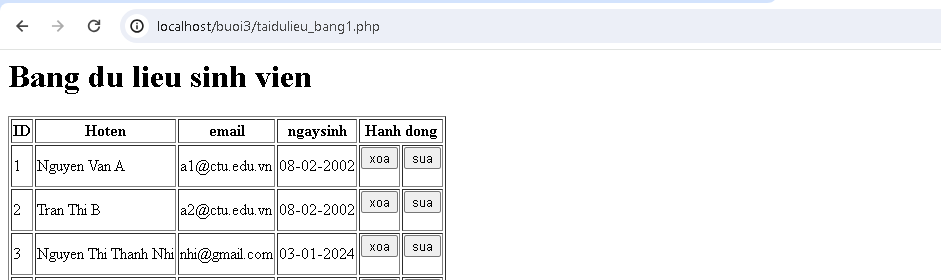 localhost/buoi3/taidulieu_bang1.php
Bang du lieu sinh vien
ID Hoten email ngaysinh Hanh dong
1 Nguyen Van A a1@ctu.edu.vn 08-02-2002 xoa sua
2 Tran Thi B a2@ctu.edu.vn 08-02-2002 xoa sua
3 Nguyen Thi Thanh Nhi nhi@gmail.com 03-01-2024 xoa sua